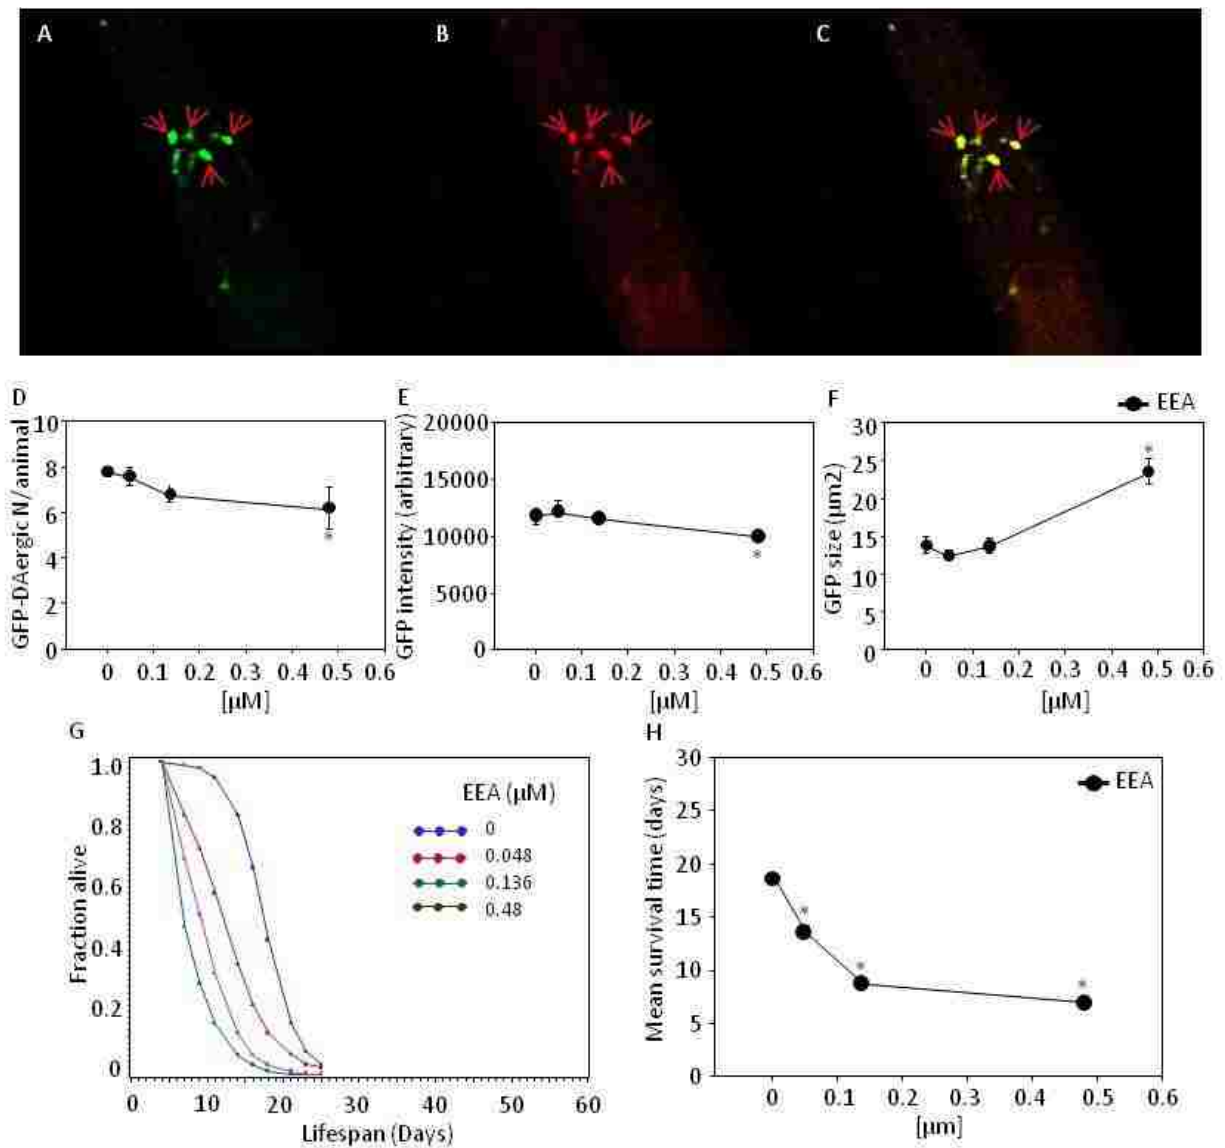 A
B
C
D
GFP-DAergic N/animal
10
8
6
4
2
0
0 0.1 0.2 0.3 0.4 0.5 0.6
[µM]
*
E
GFP intensity (arbitrary)
20000
15000
10000
5000
0
0 0.1 0.2 0.3 0.4 0.5 0.6
[µM]
*
F
EEA
GFP size (µm2)
30
25
20
15
10
5
0
0 0.1 0.2 0.3 0.4 0.5 0.6
[µM]
*
G
Fraction alive
1.0
0.8
0.6
0.4
0.2
0
EEA (µM)
0
0.048
0.136
0.48
0 10 20 30 40 50 60
Lifespan (Days)
H
EEA
Mean survival time (days)
30
25
20
15
10
5
0
* * *
0 0.1 0.2 0.3 0.4 0.5 0.6
[µm]